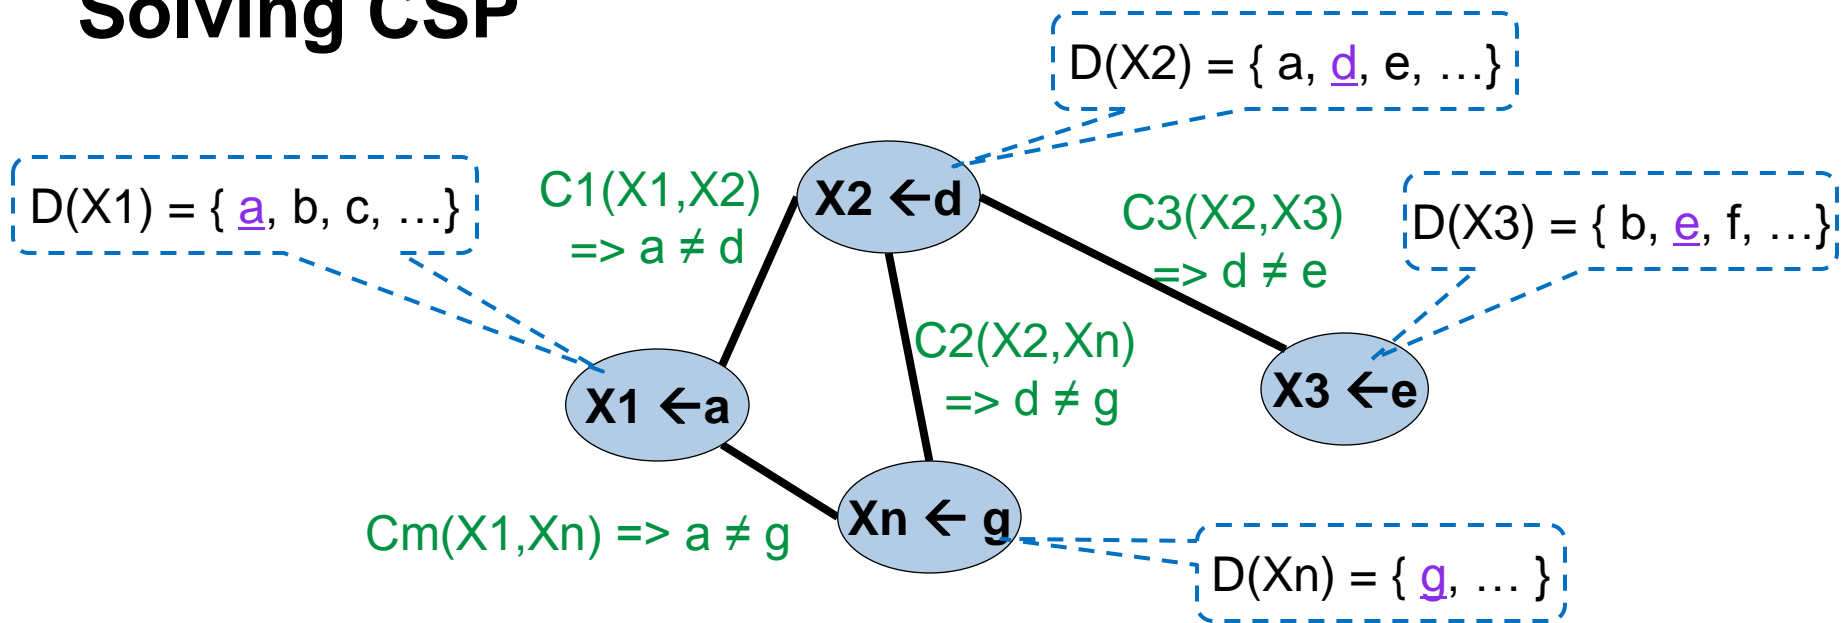 Solving CSP
D(X2) = { a, d, e, …}
D(X1) = { a, b, c, …}
C1(X1,X2)
=> a ≠ d
X2 ←d
C3(X2,X3)
=> d ≠ e
D(X3) = { b, e, f, …}
C2(X2,Xn)
=> d ≠ g
X1 ←a
X3 ←e
Cm(X1,Xn) => a ≠ g
Xn ← g
D(Xn) = { g, … }